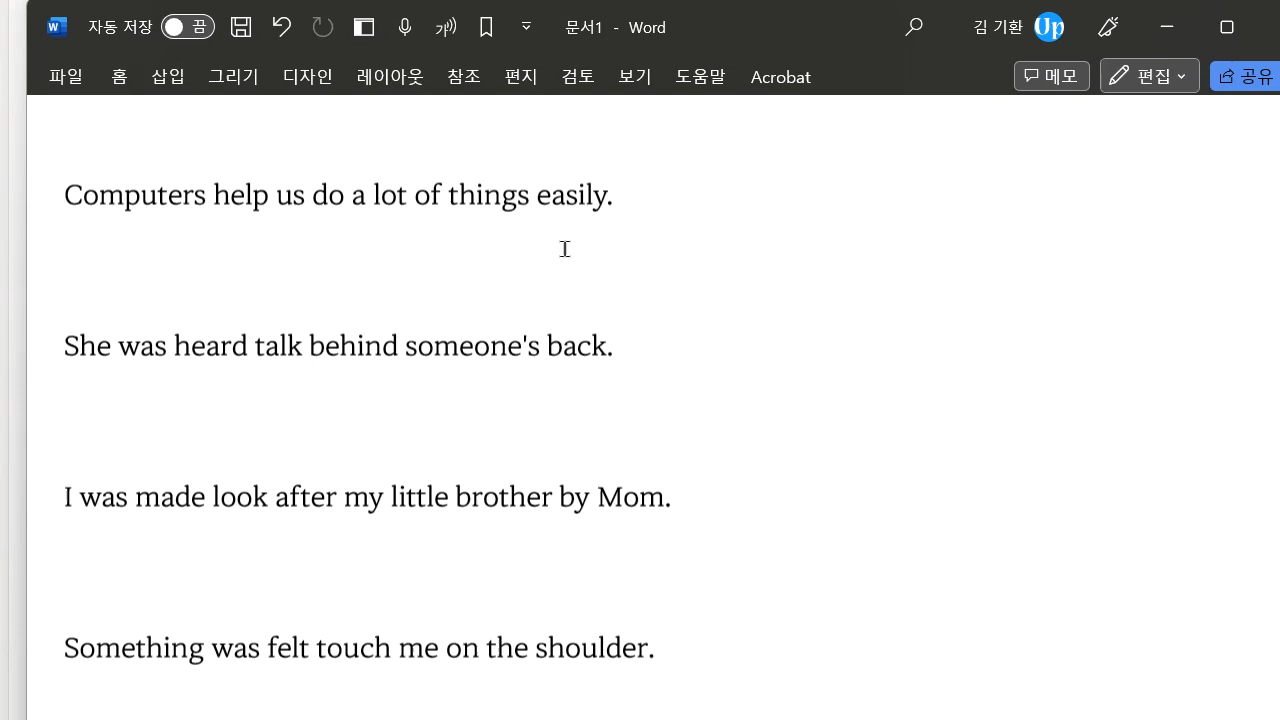 W 자동 저장 끔 가)) 문서1 - Word 김 기환 Up
파일 홈 삽입 그리기 디자인 레이아웃 참조 편지 검토 보기 도움말 Acrobat 메모 편집 공유
Computers help us do a lot of things easily.
She was heard talk behind someone's back.
I was made look after my little brother by Mom.
Something was felt touch me on the shoulder.